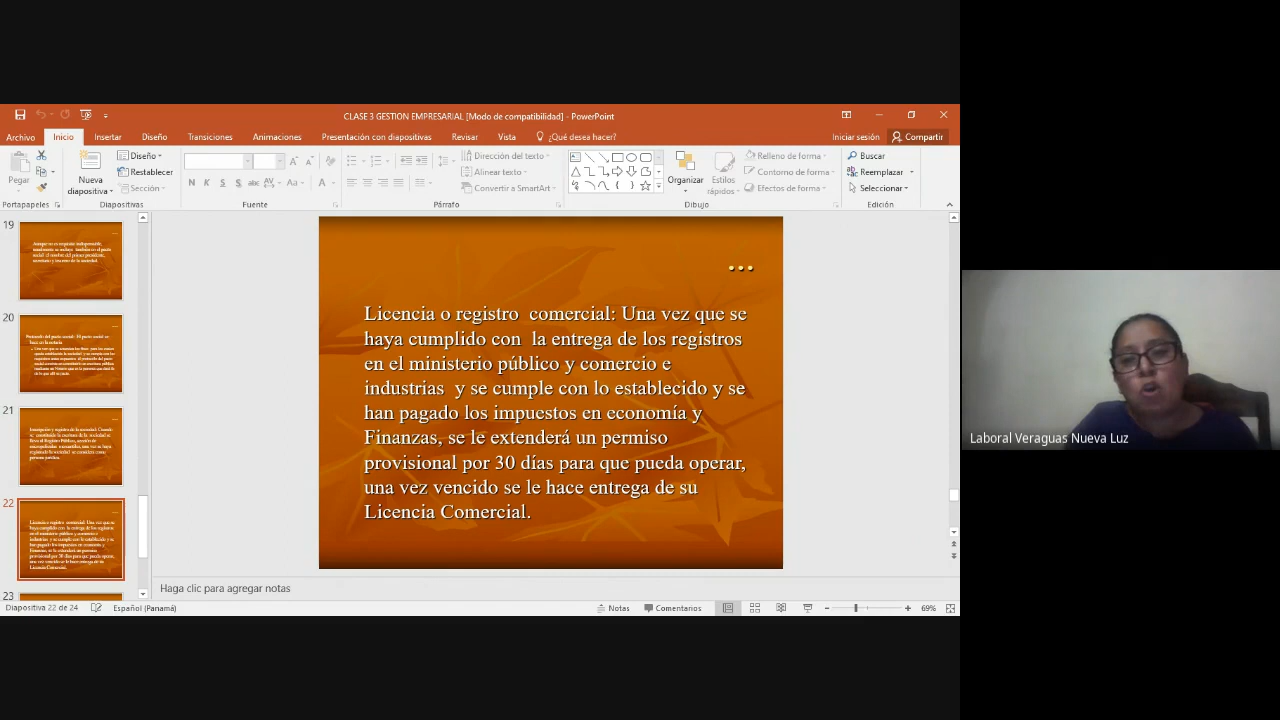 CLASE 3 GESTION EMPRESARIAL [Modo de compatibilidad] - PowerPoint
Archivo Inicio Insertar Diseño Transiciones Animaciones Presentación con diapositivas Revisar Vista ¿Qué desea hacer? Iniciar sesión Compartir
Pegar
Nueva diapositiva
Diseño
Restablecer
Sección
N K S S abc AV Aa A
Dirección del texto
Alinear texto
Convertir a SmartArt
Organizar
Estilos rápidos
Relleno de forma
Contorno de forma
Efectos de forma
Buscar
Reemplazar
Seleccionar
Portapapeles Diapositivas Fuente Párrafo Dibujo Edición
19
20
21
22
23
...
Licencia o registro comercial: Una vez que se
haya cumplido con la entrega de los registros
en el ministerio publico y comercio e
industrias y se cumple con lo establecido y se
han pagado los impuestos en economía y
Finanzas, se le extenderá un permiso
provisional por 30 días para que pueda operar,
una vez vencido se le hace entrega de su
Licencia Comercial.
Haga clic para agregar notas
Diapositiva 22 de 24 Español (Panamá) Notas Comentarios 69%
Laboral Veraguas Nueva Luz